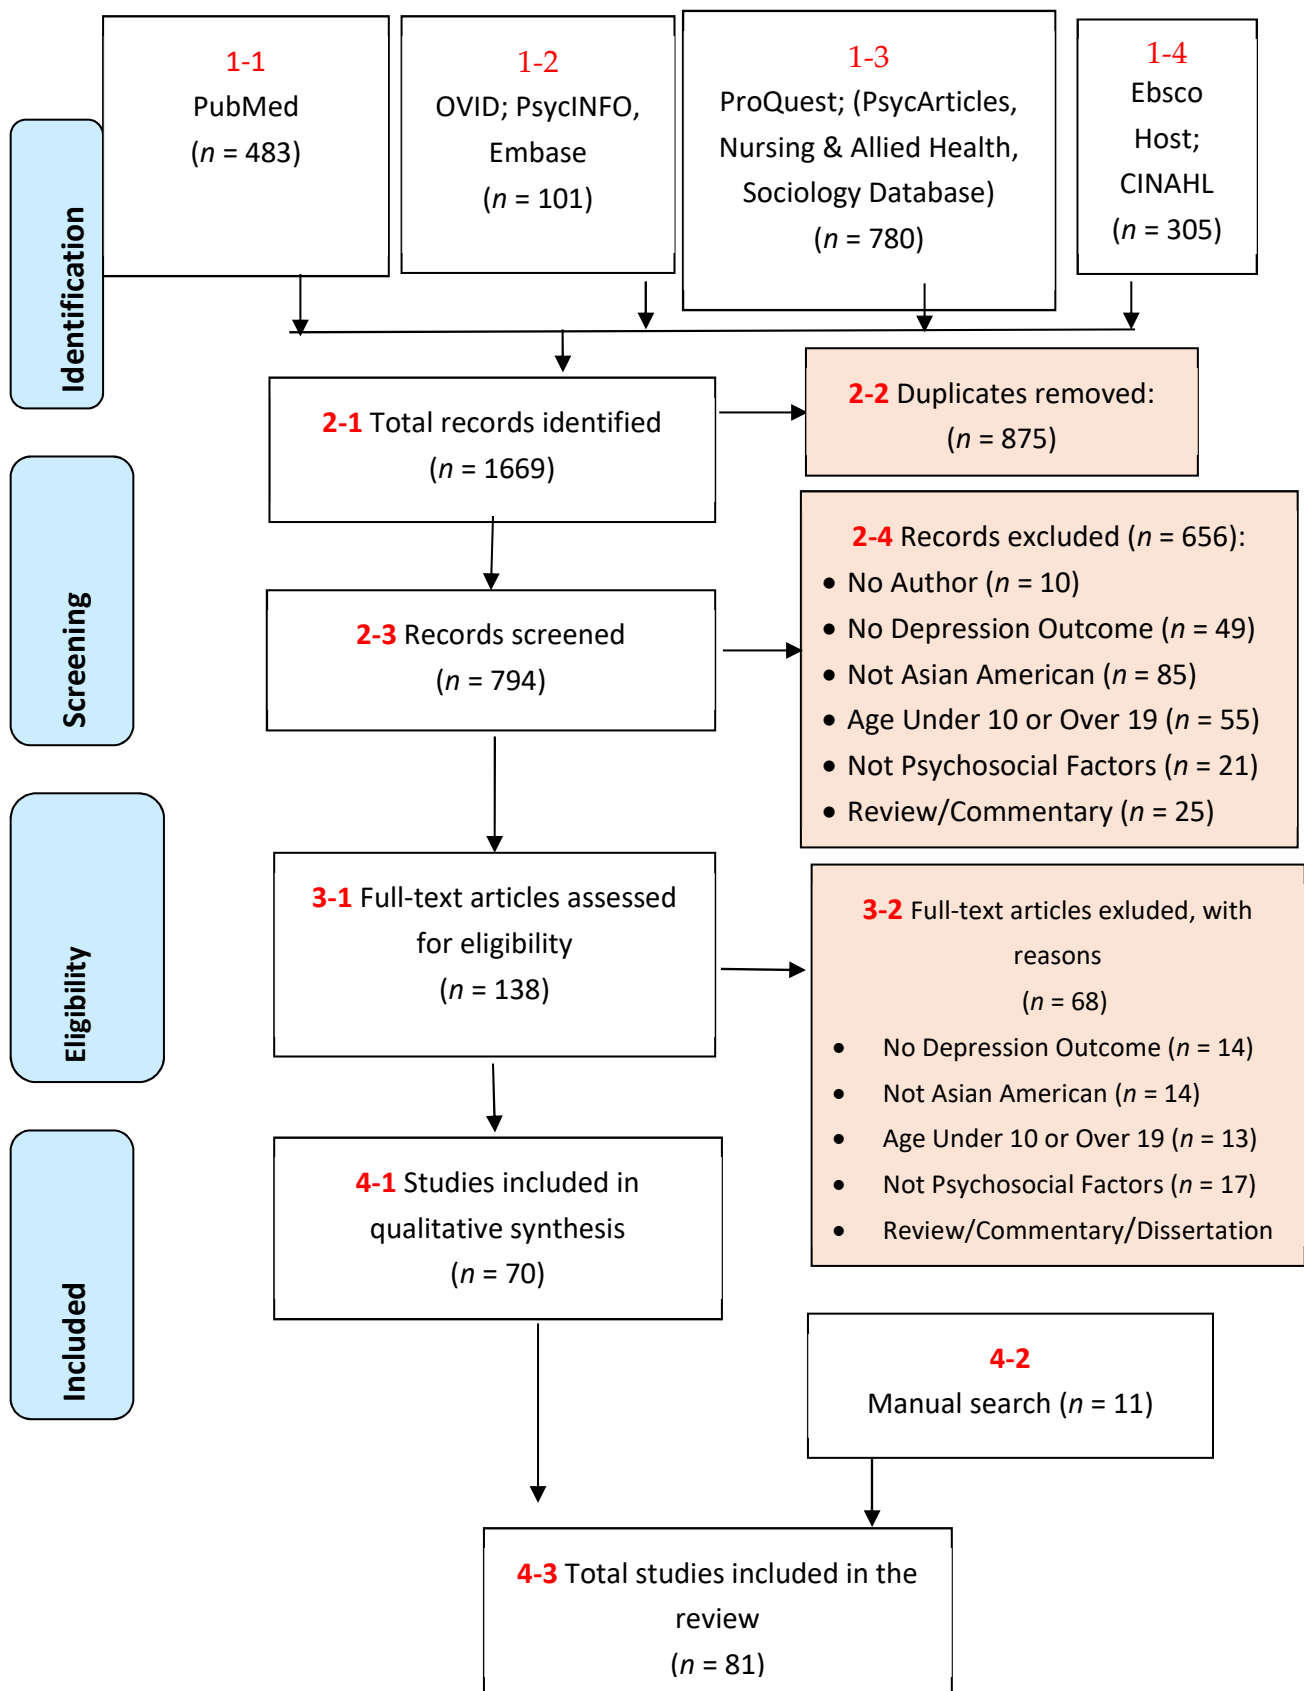 1-1
PubMed
(n = 483)
1-2
OVID; PsycINFO,
Embase
(n = 101)
1-3
ProQuest; (PsycArticles,
Nursing & Allied Health,
Sociology Database)
(n = 780)
1-4
Ebsco
Host;
CINAHL
(n = 305)
Identification
2-1 Total records identified
(n = 1669)
2-2 Duplicates removed:
(n = 875)
Screening
2-3 Records screened
(n = 794)
2-4 Records excluded (n = 656):
• No Author (n = 10)
• No Depression Outcome (n = 49)
• Not Asian American (n = 85)
• Age Under 10 or Over 19 (n = 55)
• Not Psychosocial Factors (n = 21)
• Review/Commentary (n = 25)
Eligibility
3-1 Full-text articles assessed
for eligibility
(n = 138)
3-2 Full-text articles exluded, with
reasons
(n = 68)
• No Depression Outcome (n = 14)
• Not Asian American (n = 14)
• Age Under 10 or Over 19 (n = 13)
• Not Psychosocial Factors (n = 17)
• Review/Commentary/Dissertation
Included
4-1 Studies included in
qualitative synthesis
(n = 70)
4-2
Manual search (n = 11)
4-3 Total studies included in the
review
(n = 81)